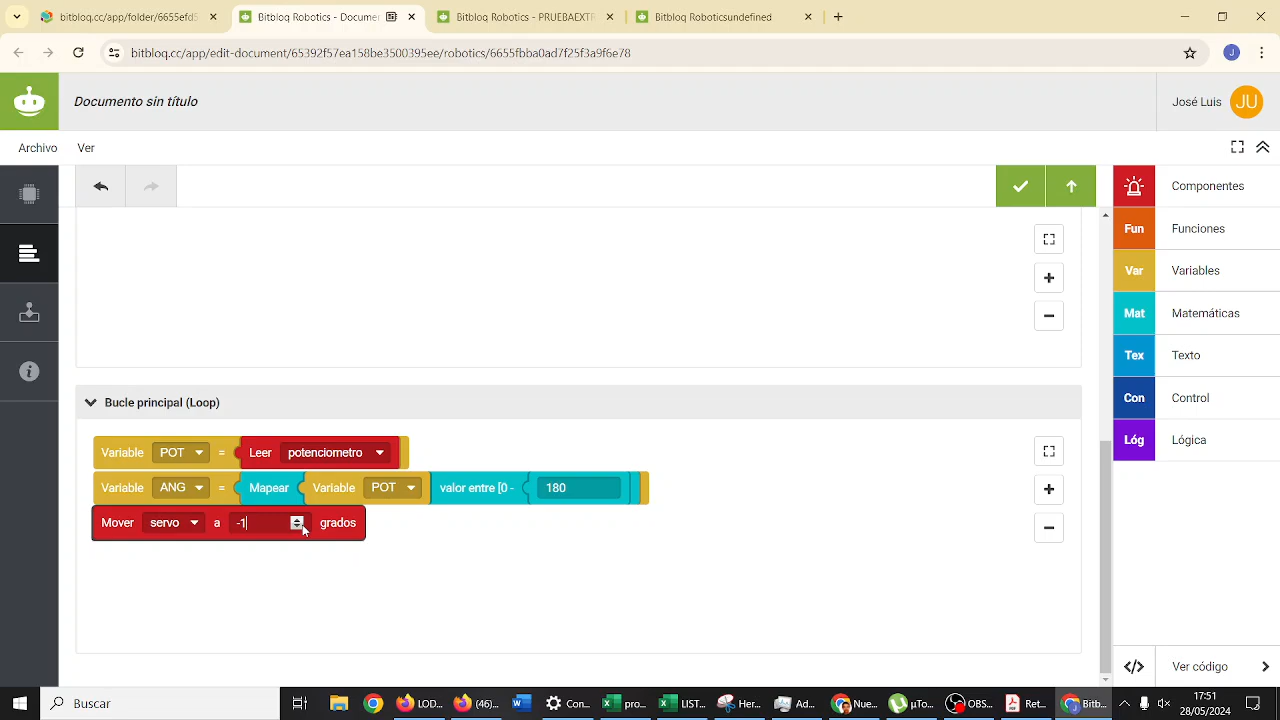 bitbloq.cc/app/folder/6655efd5
Bitbloq Robotics - Documen
Bitbloq Robotics - PRUEBAEXTR
Bitbloq Roboticsundefined
bitbloq.cc/app/edit-document/65392f57ea158be3500395ee/robotics/6655fbba0ad7f25f3a9f6e78
J
Documento sin título
José Luis JU
Archivo Ver
Componentes
Fun Funciones
Var Variables
Mat Matemáticas
Tex Texto
Con Control
Lóg Lógica
Bucle principal (Loop)
Variable POT = Leer potenciometro
Variable ANG = Mapear Variable POT valor entre [0 - 180
Mover servo a -1 grados
</> Ver código
Buscar
LOD...
(46)...
Con...
pro...
LIST...
Her...
Ad...
Nue...
µTo...
OBS...
Ret...
Bitb...
17:51
28/05/2024